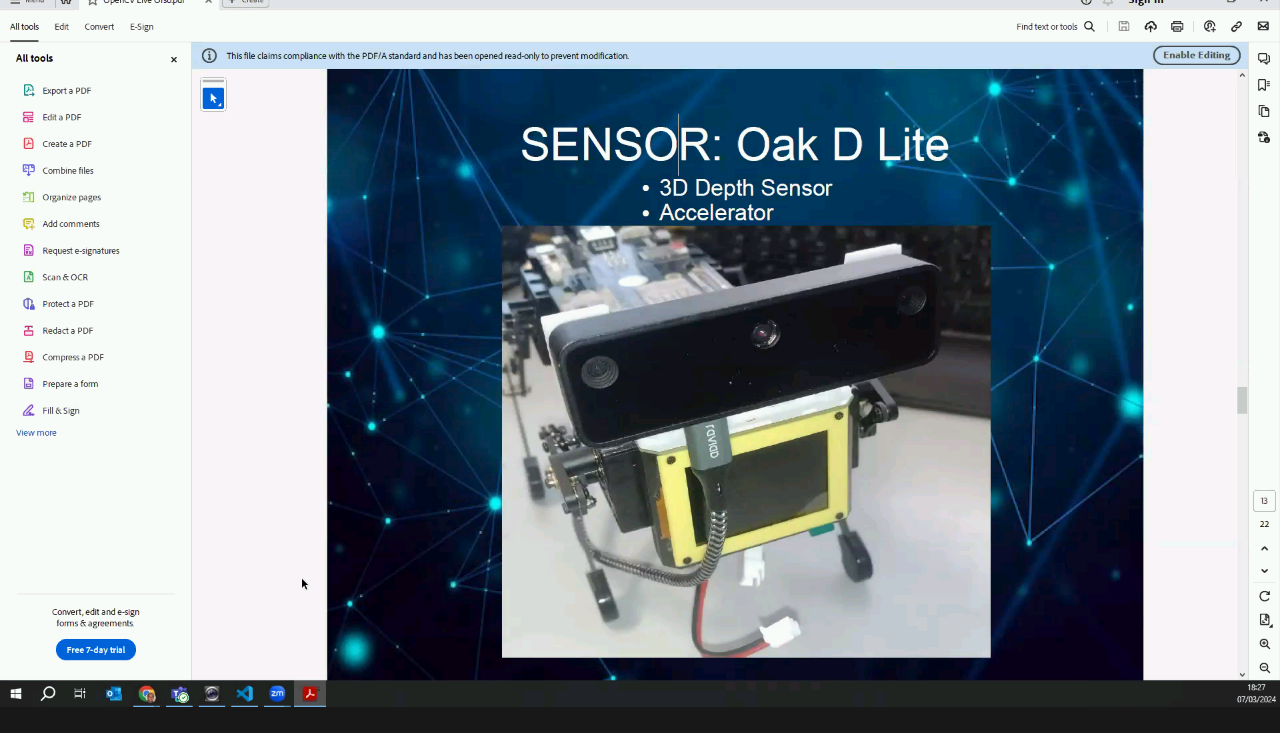 Menu
OpenCV Live Orsi.pdf
Create
Sign in
All tools
Edit
Convert
E-Sign
Find text or tools
All tools
This file claims compliance with the PDF/A standard and has been opened read-only to prevent modification.
Enable Editing
Export a PDF
Edit a PDF
Create a PDF
Combine files
Organize pages
Add comments
Request e-signatures
Scan & OCR
Protect a PDF
Redact a PDF
Compress a PDF
Prepare a form
Fill & Sign
View more
Convert, edit and e-sign
forms & agreements.
Free 7-day trial
SENSOR: Oak D Lite
• 3D Depth Sensor
• Accelerator
13
22
zm
18:27
07/03/2024